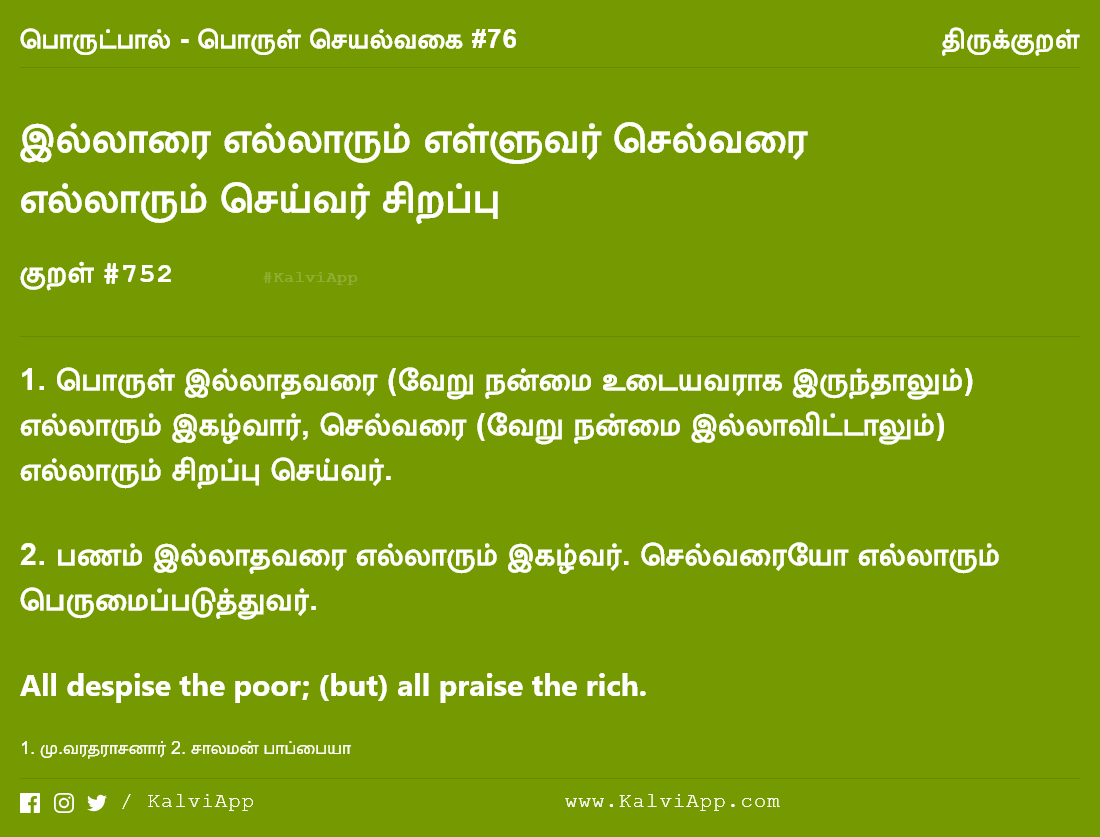 பொருட்பால் - பொருள் செயல்வகை #76
திருக்குறள்
இல்லாரை எல்லாரும் எள்ளுவர் செல்வரை
எல்லாரும் செய்வர் சிறப்பு
குறள் #752
#KalviApp
1. பொருள் இல்லாதவரை (வேறு நன்மை உடையவராக இருந்தாலும்)
எல்லாரும் இகழ்வார், செல்வரை (வேறு நன்மை இல்லாவிட்டாலும்)
எல்லாரும் சிறப்பு செய்வர்.
2. பணம் இல்லாதவரை எல்லாரும் இகழ்வர். செல்வரையோ எல்லாரும்
பெருமைப்படுத்துவர்.
All despise the poor; (but) all praise the rich.
1. மு.வரதராசனார் 2. சாலமன் பாப்பையா
/ KalviApp
www.KalviApp.com